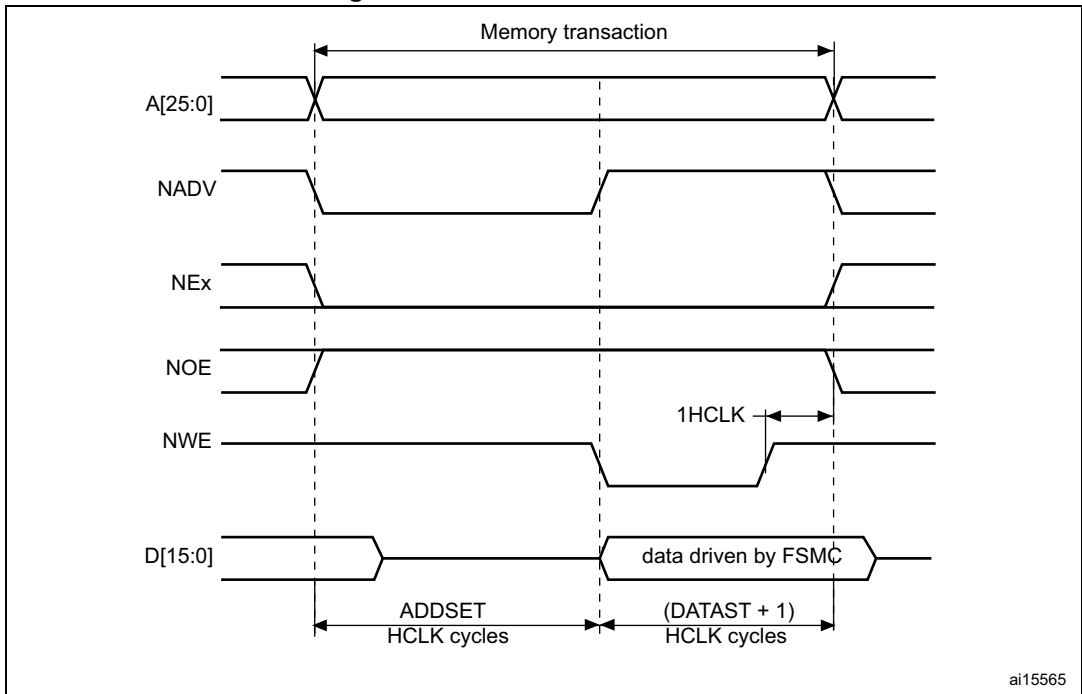 Memory transaction
A[25:0]
NADV
NEx
NOE
1HCLK
NWE
D[15:0]
data driven by FSMC
ADDSET
HCLK cycles
(DATAST + 1)
HCLK cycles
ai15565